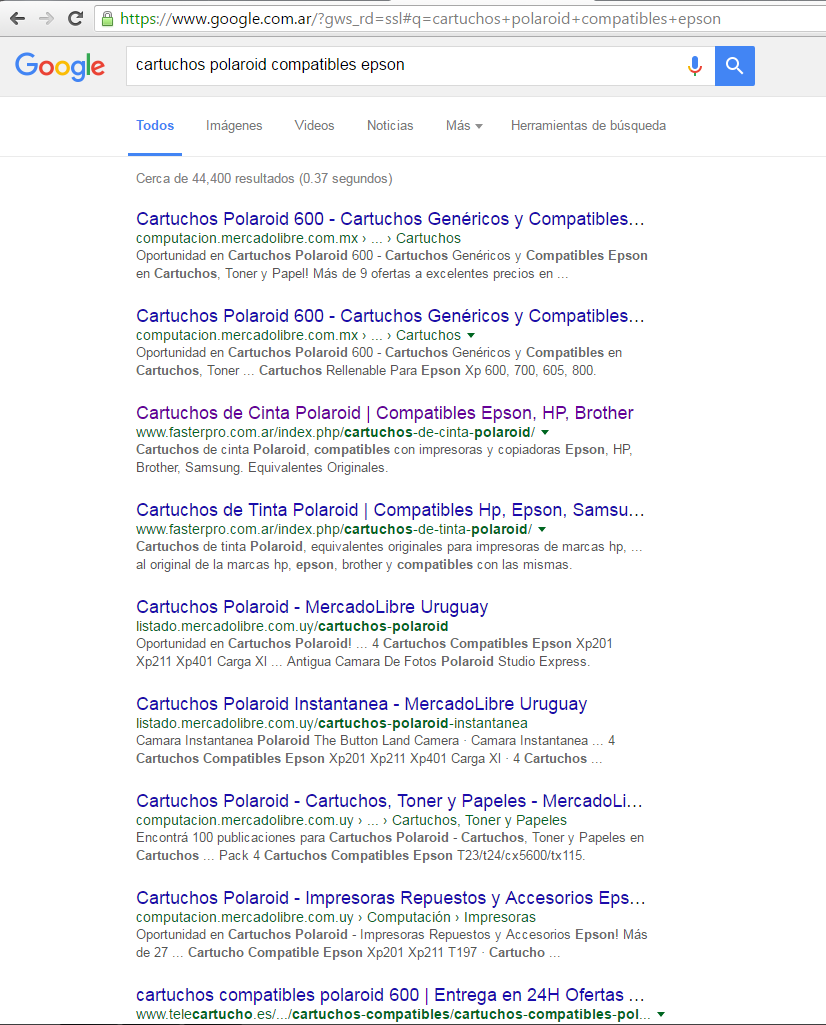 https://www.google.com.ar/?gws_rd=ssl#q=cartuchos+polaroid+compatibles+epson
Google
cartuchos polaroid compatibles epson
Todos Imágenes Videos Noticias Más Herramientas de búsqueda
Cerca de 44,400 resultados (0.37 segundos)
Cartuchos Polaroid 600 - Cartuchos Genéricos y Compatibles...
computacion.mercadolibre.com.mx › ... › Cartuchos
Oportunidad en Cartuchos Polaroid 600 - Cartuchos Genéricos y Compatibles Epson
en Cartuchos, Toner y Papel! Más de 9 ofertas a excelentes precios en ...
Cartuchos Polaroid 600 - Cartuchos Genéricos y Compatibles...
computacion.mercadolibre.com.mx › ... › Cartuchos
Oportunidad en Cartuchos Polaroid 600 - Cartuchos Genéricos y Compatibles en
Cartuchos, Toner ... Cartuchos Rellenable Para Epson Xp 600, 700, 605, 800.
Cartuchos de Cinta Polaroid | Compatibles Epson, HP, Brother
www.fasterpro.com.ar/index.php/cartuchos-de-cinta-polaroid/
Cartuchos de cinta Polaroid, compatibles con impresoras y copiadoras Epson, HP,
Brother, Samsung. Equivalentes Originales.
Cartuchos de Tinta Polaroid | Compatibles Hp, Epson, Samsu...
www.fasterpro.com.ar/index.php/cartuchos-de-tinta-polaroid/
Cartuchos de tinta Polaroid, equivalentes originales para impresoras de marcas hp, ...
al original de la marcas hp, epson, brother y compatibles con las mismas.
Cartuchos Polaroid - MercadoLibre Uruguay
listado.mercadolibre.com.uy/cartuchos-polaroid
Oportunidad en Cartuchos Polaroid! ... 4 Cartuchos Compatibles Epson Xp201
Xp211 Xp401 Carga Xl ... Antigua Camara De Fotos Polaroid Studio Express.
Cartuchos Polaroid Instantanea - MercadoLibre Uruguay
listado.mercadolibre.com.uy/cartuchos-polaroid-instantanea
Camara Instantanea Polaroid The Button Land Camera · Camara Instantanea ... 4
Cartuchos Compatibles Epson Xp201 Xp211 Xp401 Carga Xl · 4 Cartuchos ...
Cartuchos Polaroid - Cartuchos, Toner y Papeles - MercadoLi...
computacion.mercadolibre.com.uy › ... › Cartuchos, Toner y Papeles
Encontrá 100 publicaciones para Cartuchos Polaroid - Cartuchos, Toner y Papeles en
Cartuchos ... Pack 4 Cartuchos Compatibles Epson T23/t24/cx5600/tx115.
Cartuchos Polaroid - Impresoras Repuestos y Accesorios Eps...
computacion.mercadolibre.com.uy › Computación › Impresoras
Oportunidad en Cartuchos Polaroid - Impresoras Repuestos y Accesorios Epson! Más
de 27 ... Cartucho Compatible Epson Xp201 Xp211 T197 · Cartucho ...
cartuchos compatibles polaroid 600 | Entrega en 24H Ofertas ...
www.telecartucho.es/.../cartuchos-compatibles/cartuchos-compatibles-pol...